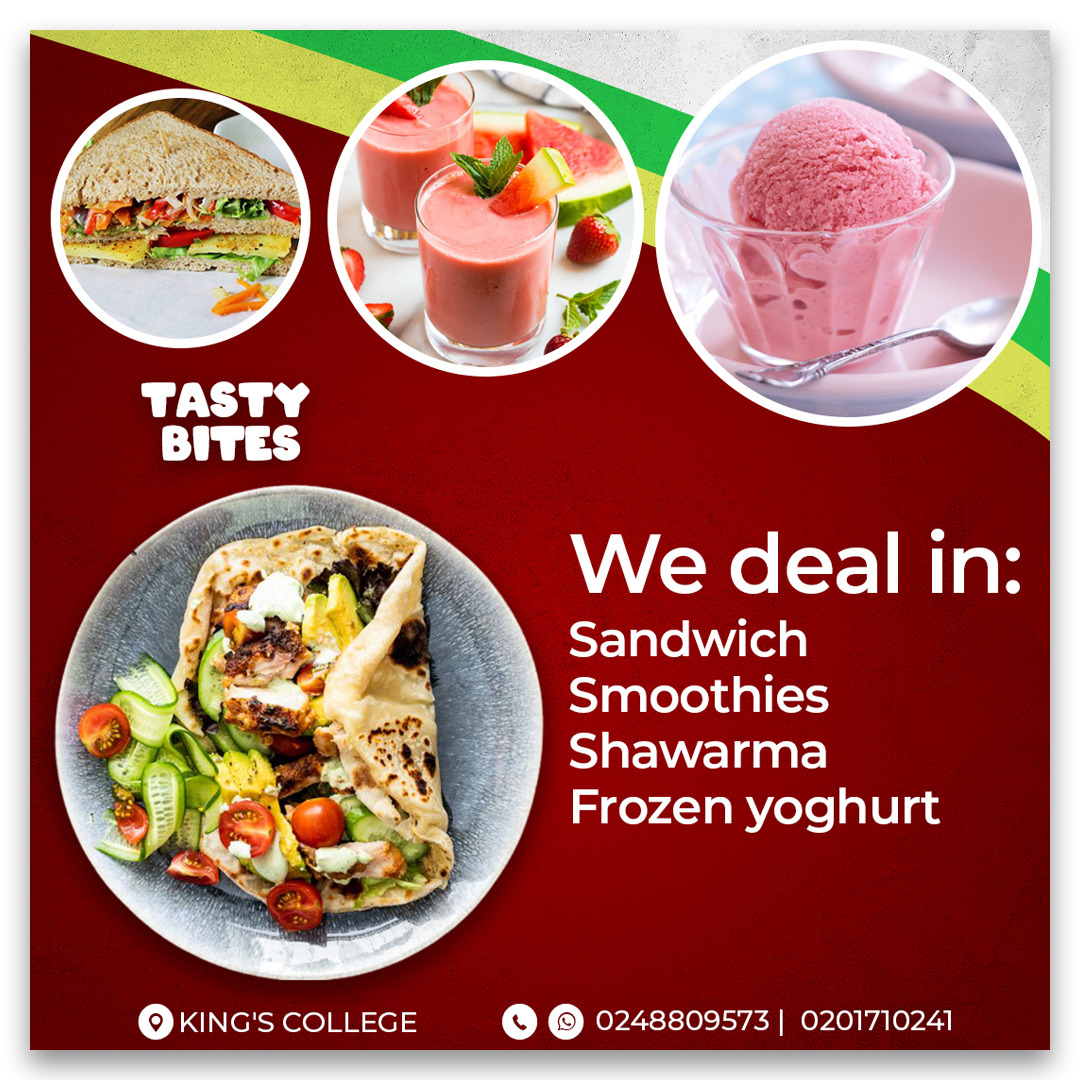 TASTY
BITES
We deal in:
Sandwich
Smoothies
Shawarma
Frozen yoghurt
KING'S COLLEGE
0248809573 | 0201710241